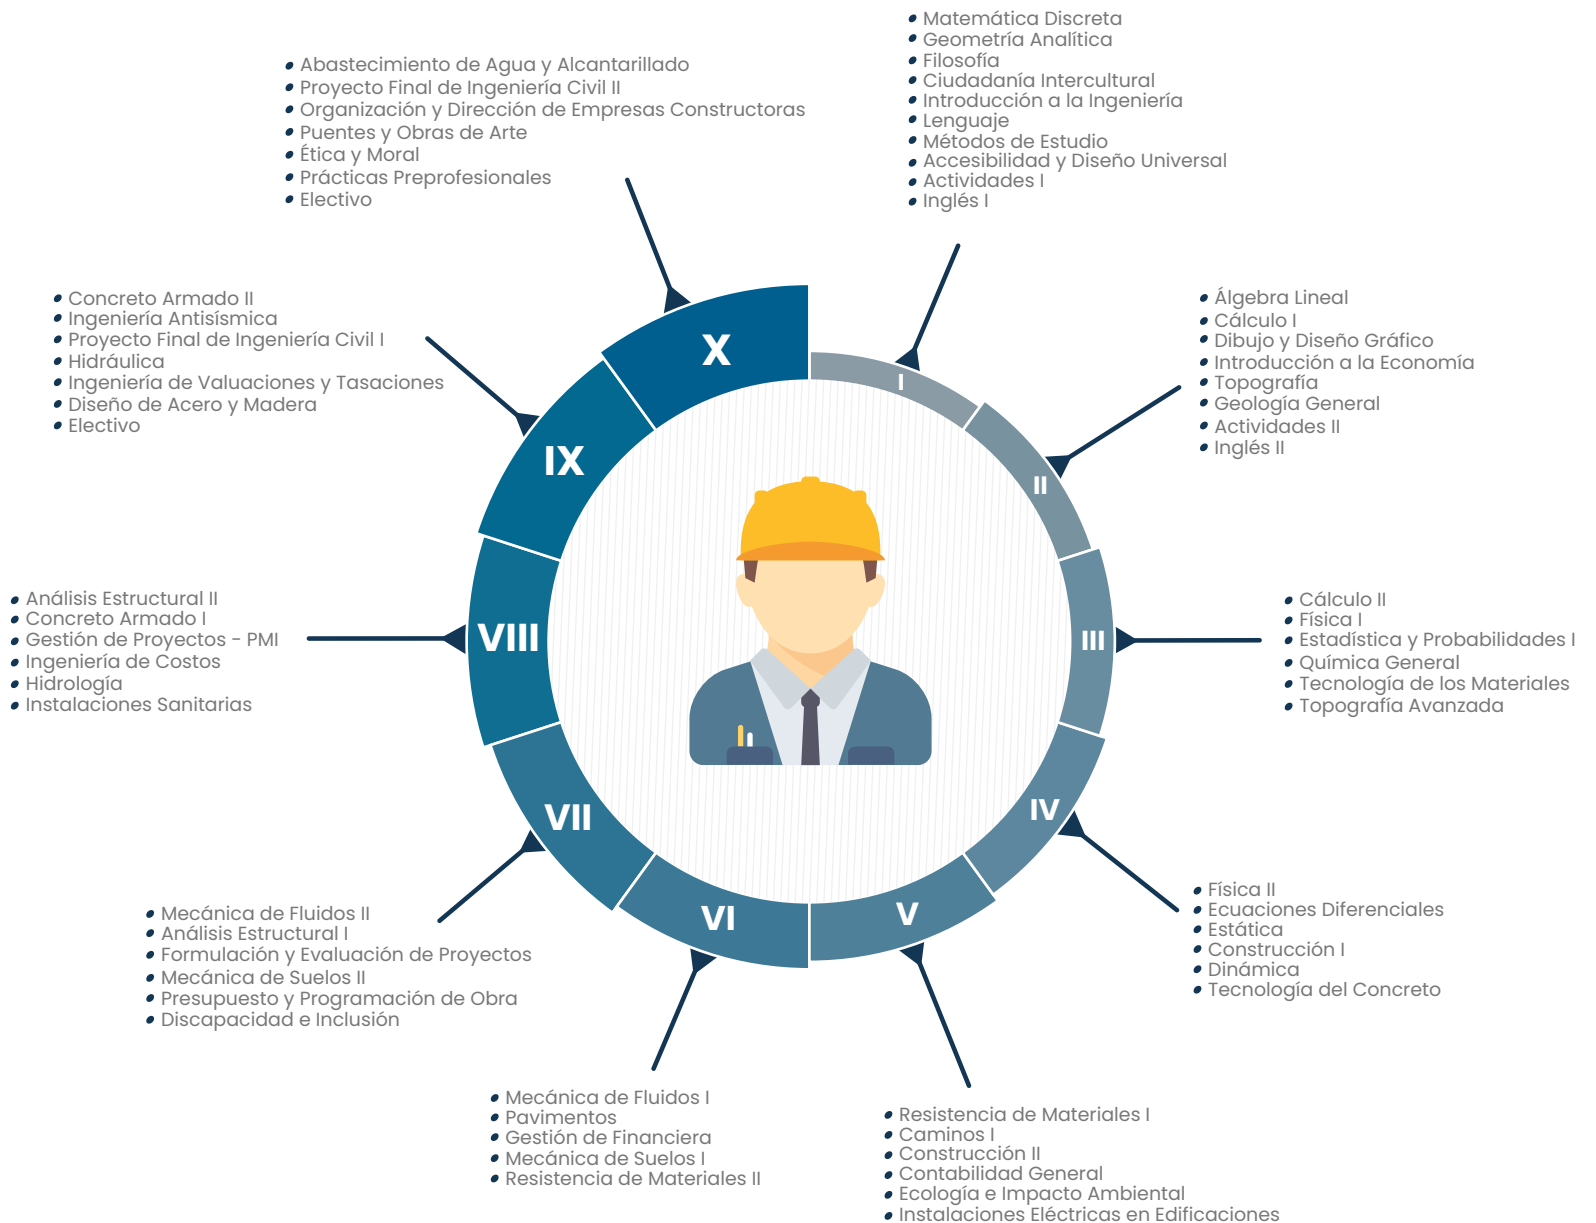 I
Matemática Discreta
Geometría Analítica
Filosofía
Ciudadanía Intercultural
Introducción a la Ingeniería
Lenguaje
Métodos de Estudio
Accesibilidad y Diseño Universal
Actividades I
Inglés I
II
Álgebra Lineal
Cálculo I
Dibujo y Diseño Gráfico
Introducción a la Economía
Topografía
Geología General
Actividades II
Inglés II
III
Cálculo II
Física I
Estadística y Probabilidades I
Química General
Tecnología de los Materiales
Topografía Avanzada
IV
Física II
Ecuaciones Diferenciales
Estática
Construcción I
Dinámica
Tecnología del Concreto
V
Resistencia de Materiales I
Caminos I
Construcción II
Contabilidad General
Ecología e Impacto Ambiental
Instalaciones Eléctricas en Edificaciones
VI
Mecánica de Fluidos I
Pavimentos
Gestión de Financiera
Mecánica de Suelos I
Resistencia de Materiales II
VII
Mecánica de Fluidos II
Análisis Estructural I
Formulación y Evaluación de Proyectos
Mecánica de Suelos II
Presupuesto y Programación de Obra
Discapacidad e Inclusión
VIII
Análisis Estructural II
Concreto Armado I
Gestión de Proyectos - PMI
Ingeniería de Costos
Hidrología
Instalaciones Sanitarias
IX
Concreto Armado II
Ingeniería Antisísmica
Proyecto Final de Ingeniería Civil I
Hidráulica
Ingeniería de Valuaciones y Tasaciones
Diseño de Acero y Madera
Electivo
X
Abastecimiento de Agua y Alcantarillado
Proyecto Final de Ingeniería Civil II
Organización y Dirección de Empresas Constructoras
Puentes y Obras de Arte
Ética y Moral
Prácticas Preprofesionales
Electivo